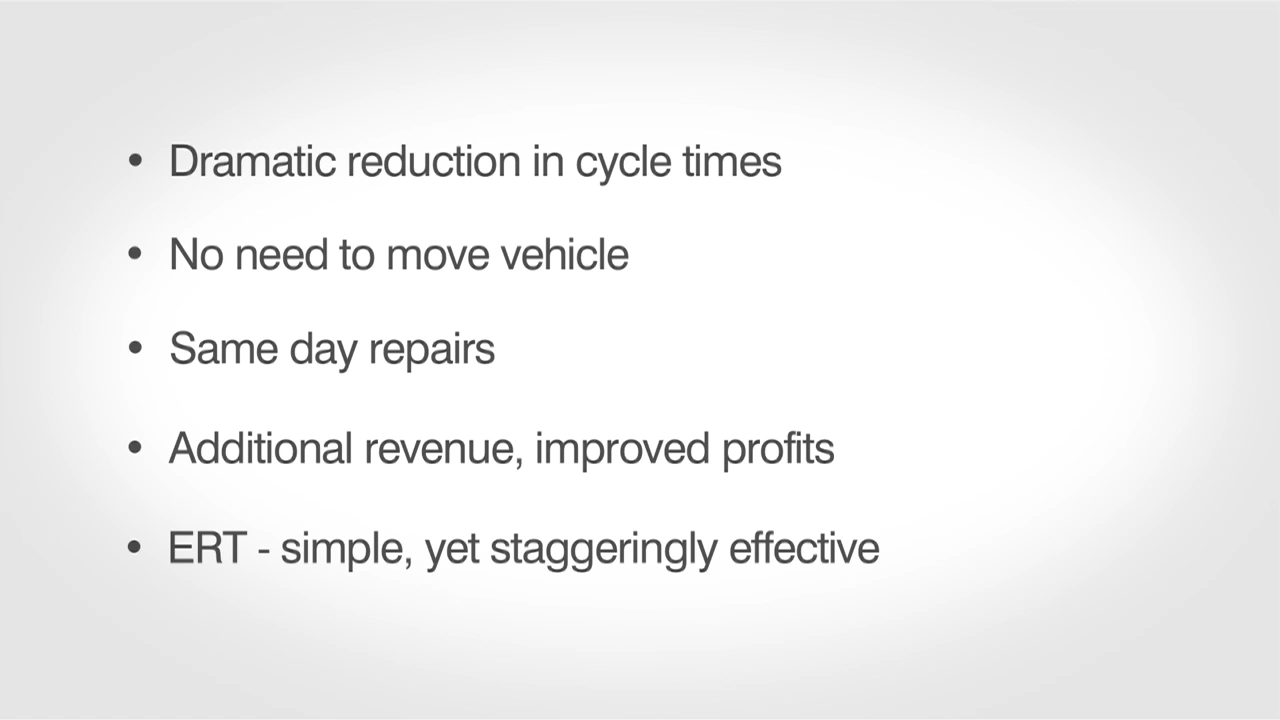 • Dramatic reduction in cycle times
• No need to move vehicle
• Same day repairs
• Additional revenue, improved profits
• ERT - simple, yet staggeringly effective